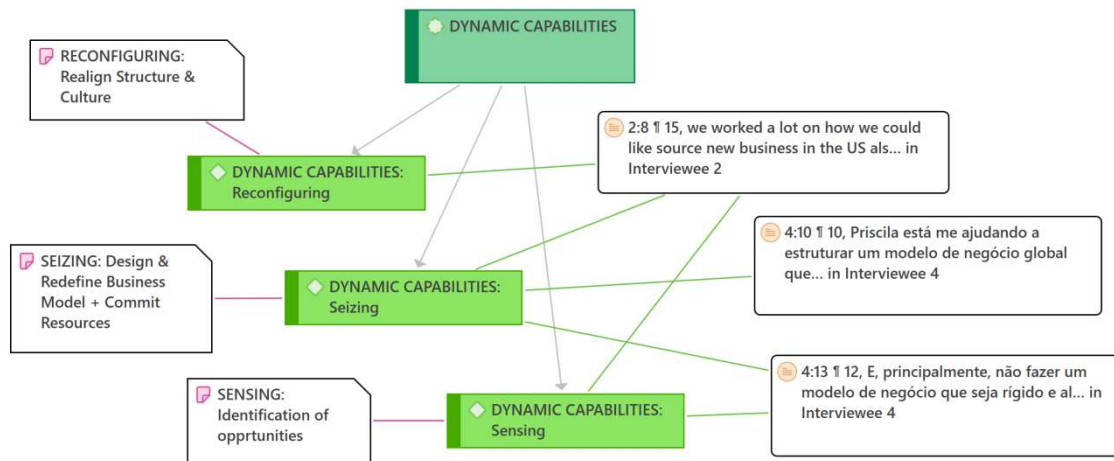 DYNAMIC CAPABILITIES
RECONFIGURING:
Realign Structure &
Culture
2:8 ¶ 15, we worked a lot on how we could
like source new business in the US als... in
Interviewee 2
DYNAMIC CAPABILITIES:
Reconfiguring
4:10 ¶ 10, Priscila está me ajudando a
estruturar um modelo de negócio global
que... in Interviewee 4
SEIZING: Design &
Redefine Business
Model + Commit
Resources
DYNAMIC CAPABILITIES:
Seizing
4:13 ¶ 12, E, principalmente, não fazer um
modelo de negócio que seja rígido e al... in
Interviewee 4
SENSING:
Identification of
opprtunities
DYNAMIC CAPABILITIES:
Sensing